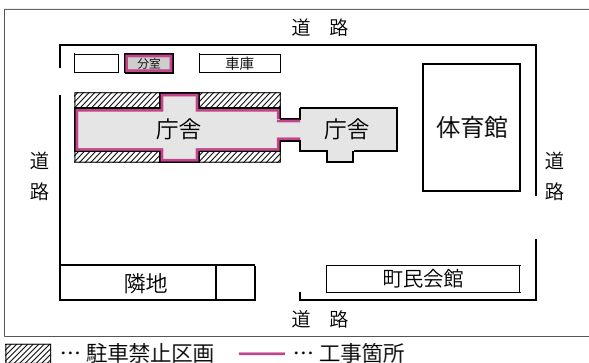 道 路
分室
車庫
庁舎
庁舎
体育館
道路
道路
隣地
町民会館
道 路
… 駐車禁止区画
… 工事箇所